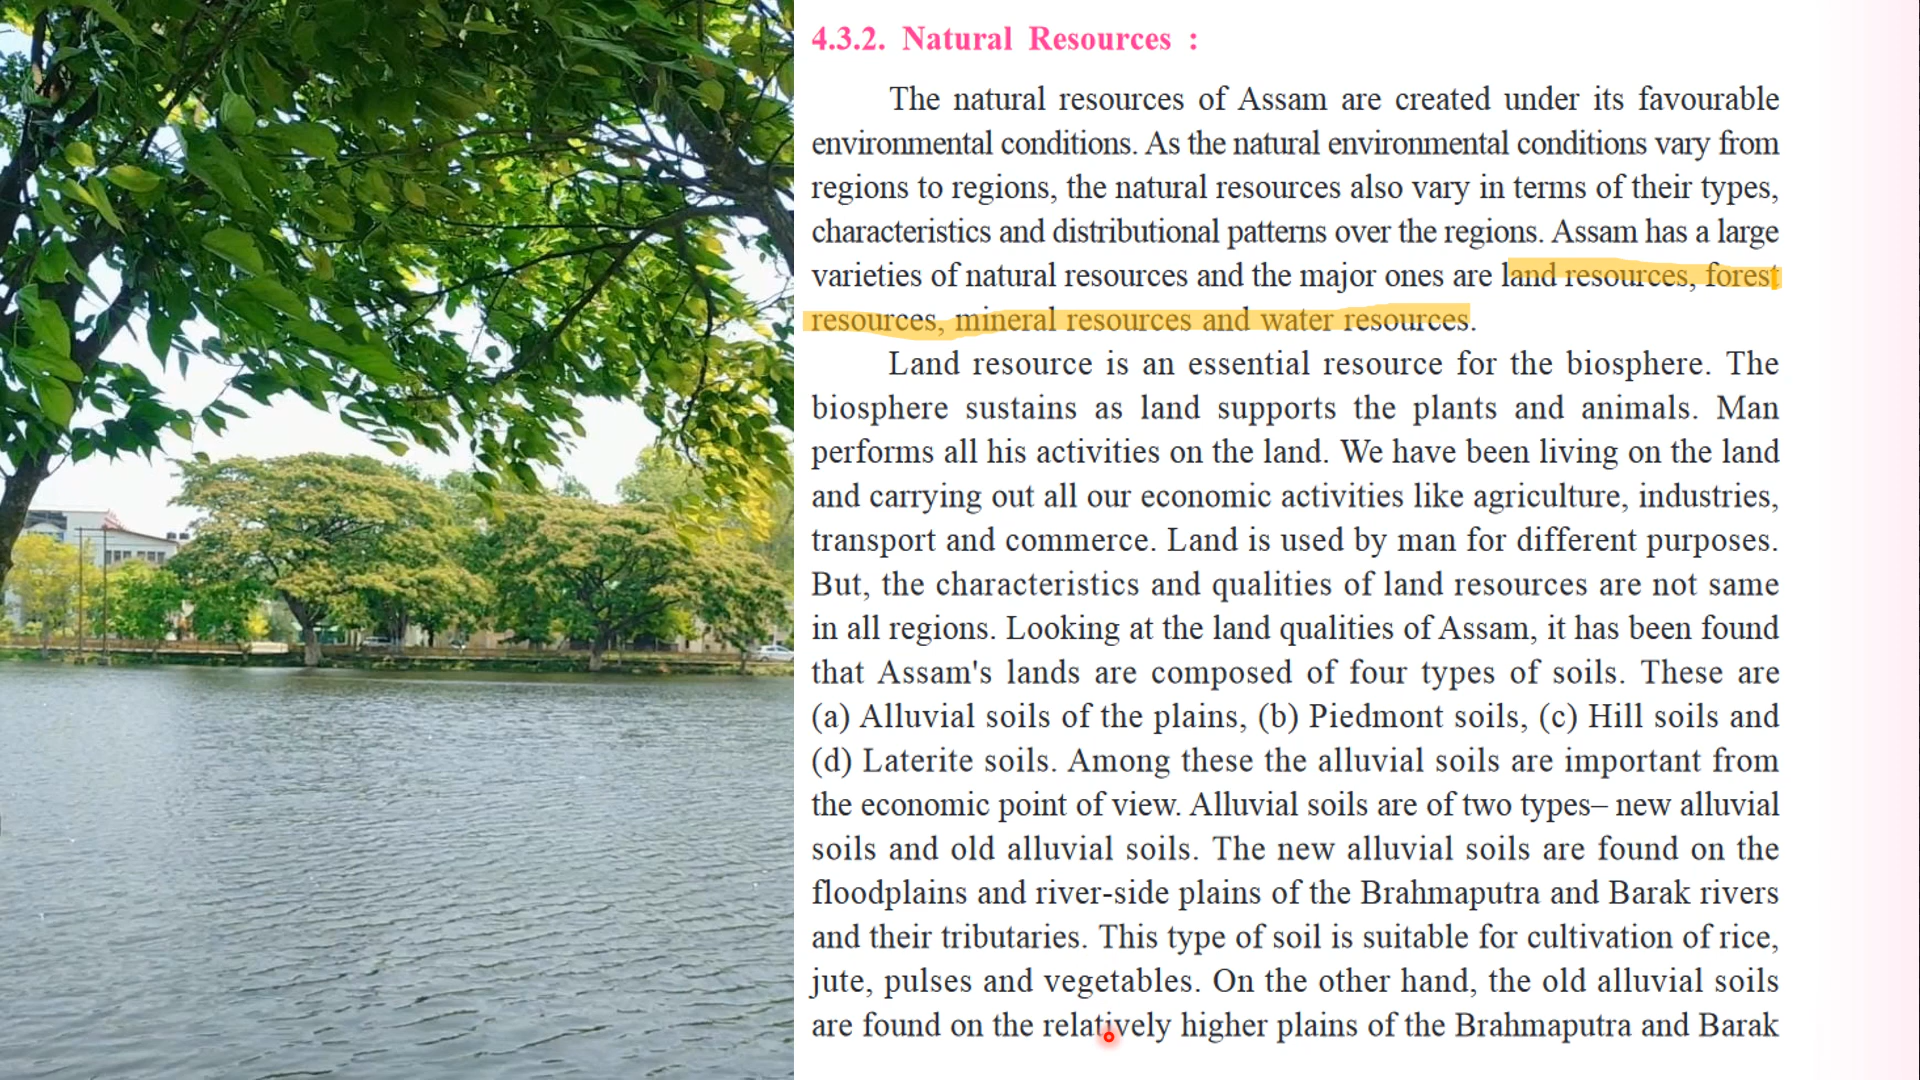 4.3.2. Natural Resources :
The natural resources of Assam are created under its favourable
environmental conditions. As the natural environmental conditions vary from
regions to regions, the natural resources also vary in terms of their types,
characteristics and distributional patterns over the regions. Assam has a large
varieties of natural resources and the major ones are land resources, forest
resources, mineral resources and water resources.
Land resource is an essential resource for the biosphere. The
biosphere sustains as land supports the plants and animals. Man
performs all his activities on the land. We have been living on the land
and carrying out all our economic activities like agriculture, industries,
transport and commerce. Land is used by man for different purposes.
But, the characteristics and qualities of land resources are not same
in all regions. Looking at the land qualities of Assam, it has been found
that Assam's lands are composed of four types of soils. These are
(a) Alluvial soils of the plains, (b) Piedmont soils, (c) Hill soils and
(d) Laterite soils. Among these the alluvial soils are important from
the economic point of view. Alluvial soils are of two types– new alluvial
soils and old alluvial soils. The new alluvial soils are found on the
floodplains and river-side plains of the Brahmaputra and Barak rivers
and their tributaries. This type of soil is suitable for cultivation of rice,
jute, pulses and vegetables. On the other hand, the old alluvial soils
are found on the relatively higher plains of the Brahmaputra and Barak